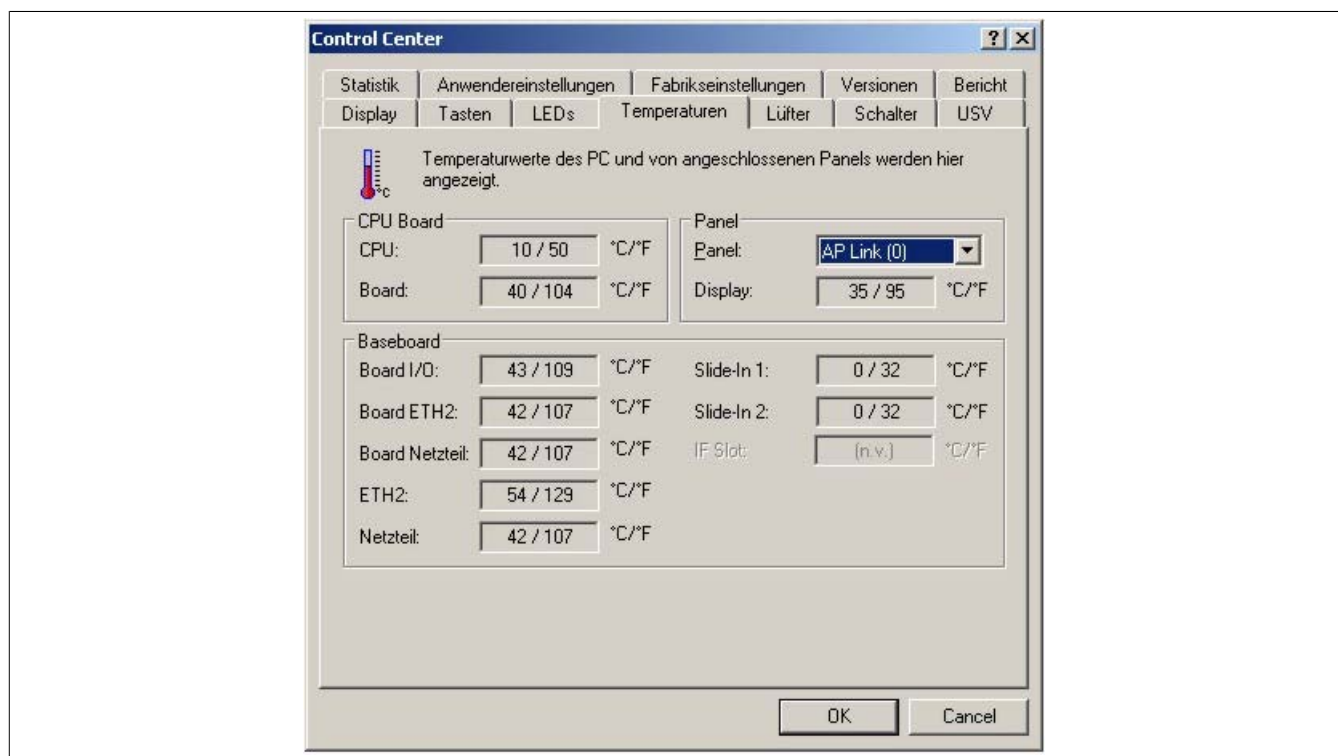 Control Center
Statistik Anwendereinstellungen Fabrikseinstellungen Versionen Bericht
Display Tasten LEDs Temperaturen Lüfter Schalter USV
Temperaturwerte des PC und von angeschlossenen Panels werden hier
angezeigt.
°C
CPU Board
CPU: 10 / 50 °C/°F
Board: 40 / 104 °C/°F
Panel
Panel: AP Link (0)
Display: 35 / 95 °C/°F
Baseboard
Board I/O: 43 / 109 °C/°F
Board ETH2: 42 / 107 °C/°F
Board Netzteil: 42 / 107 °C/°F
ETH2: 54 / 129 °C/°F
Netzteil: 42 / 107 °C/°F
Slide-In 1: 0 / 32 °C/°F
Slide-In 2: 0 / 32 °C/°F
IF Slot: (n.v.) °C/°F
OK Cancel